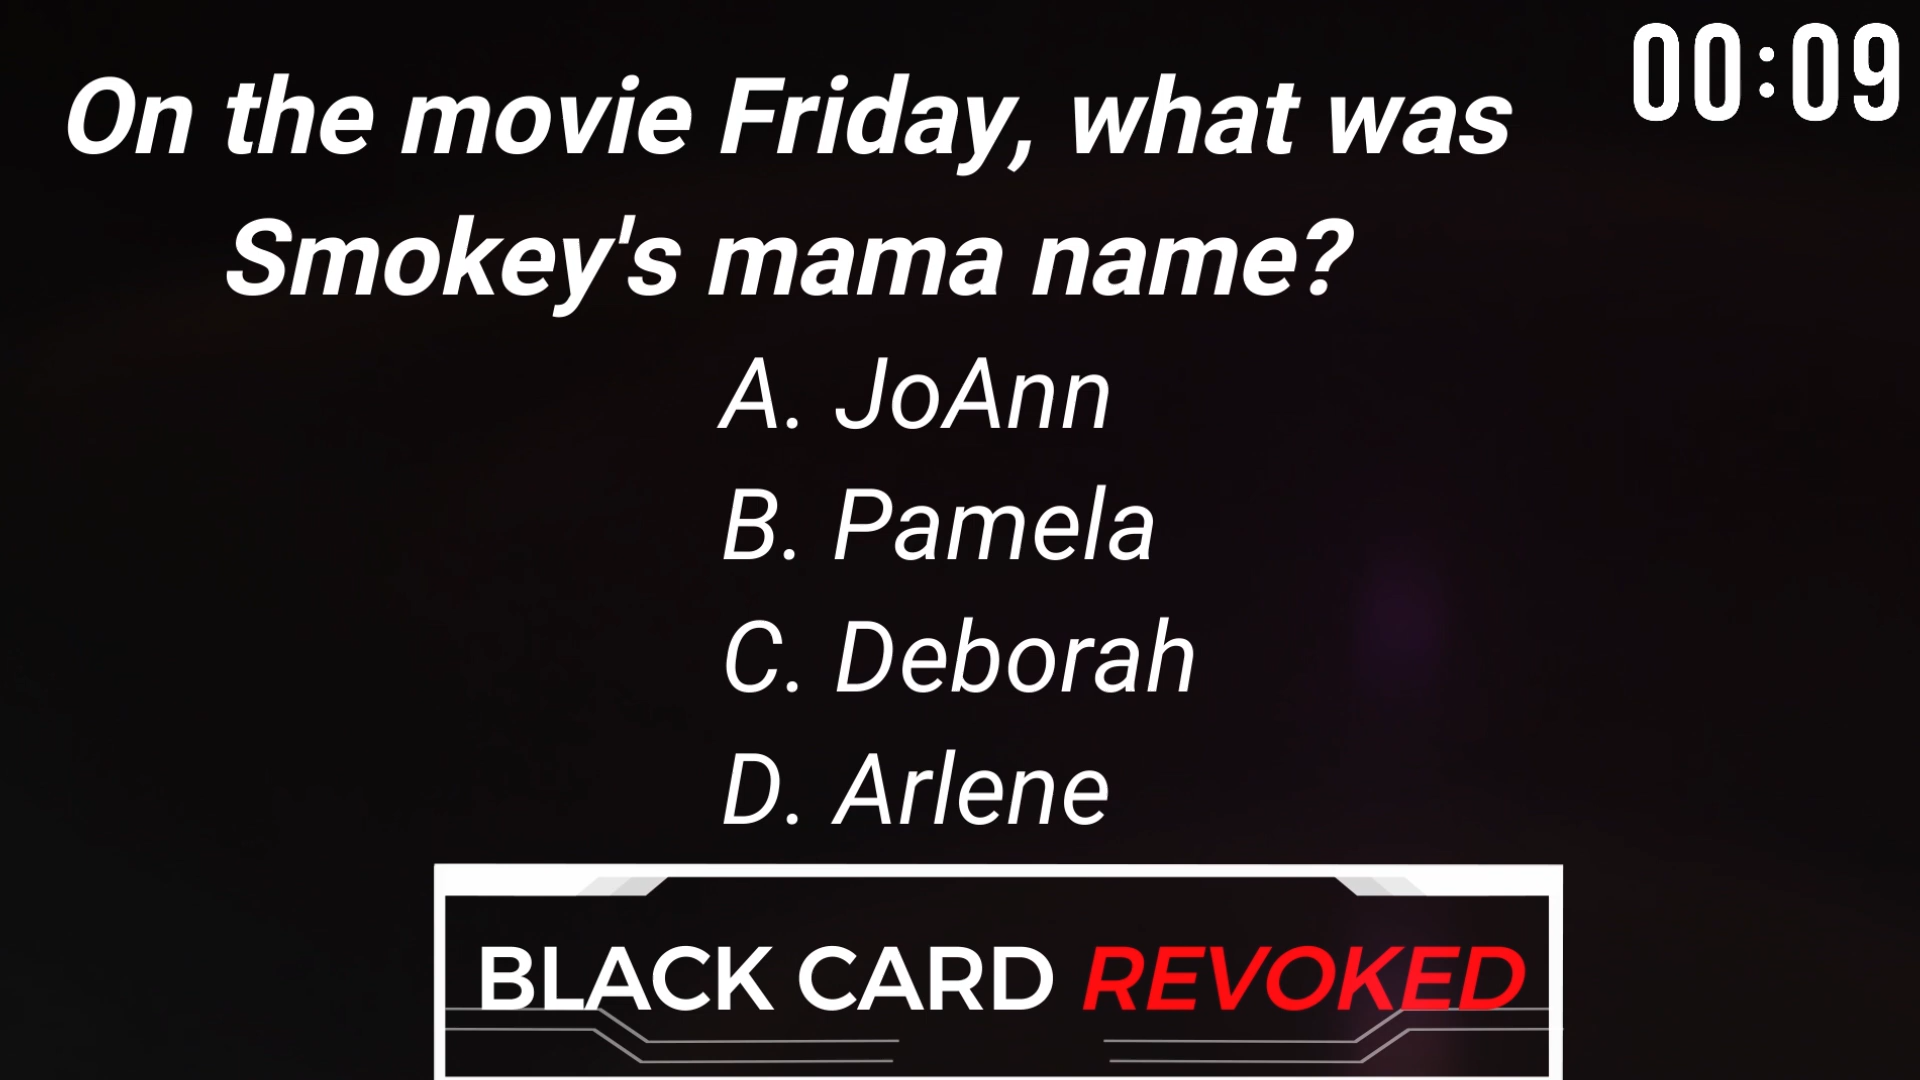 00:09
On the movie Friday, what was
Smokey's mama name?
A. JoAnn
B. Pamela
C. Deborah
D. Arlene
BLACK CARD REVOKED